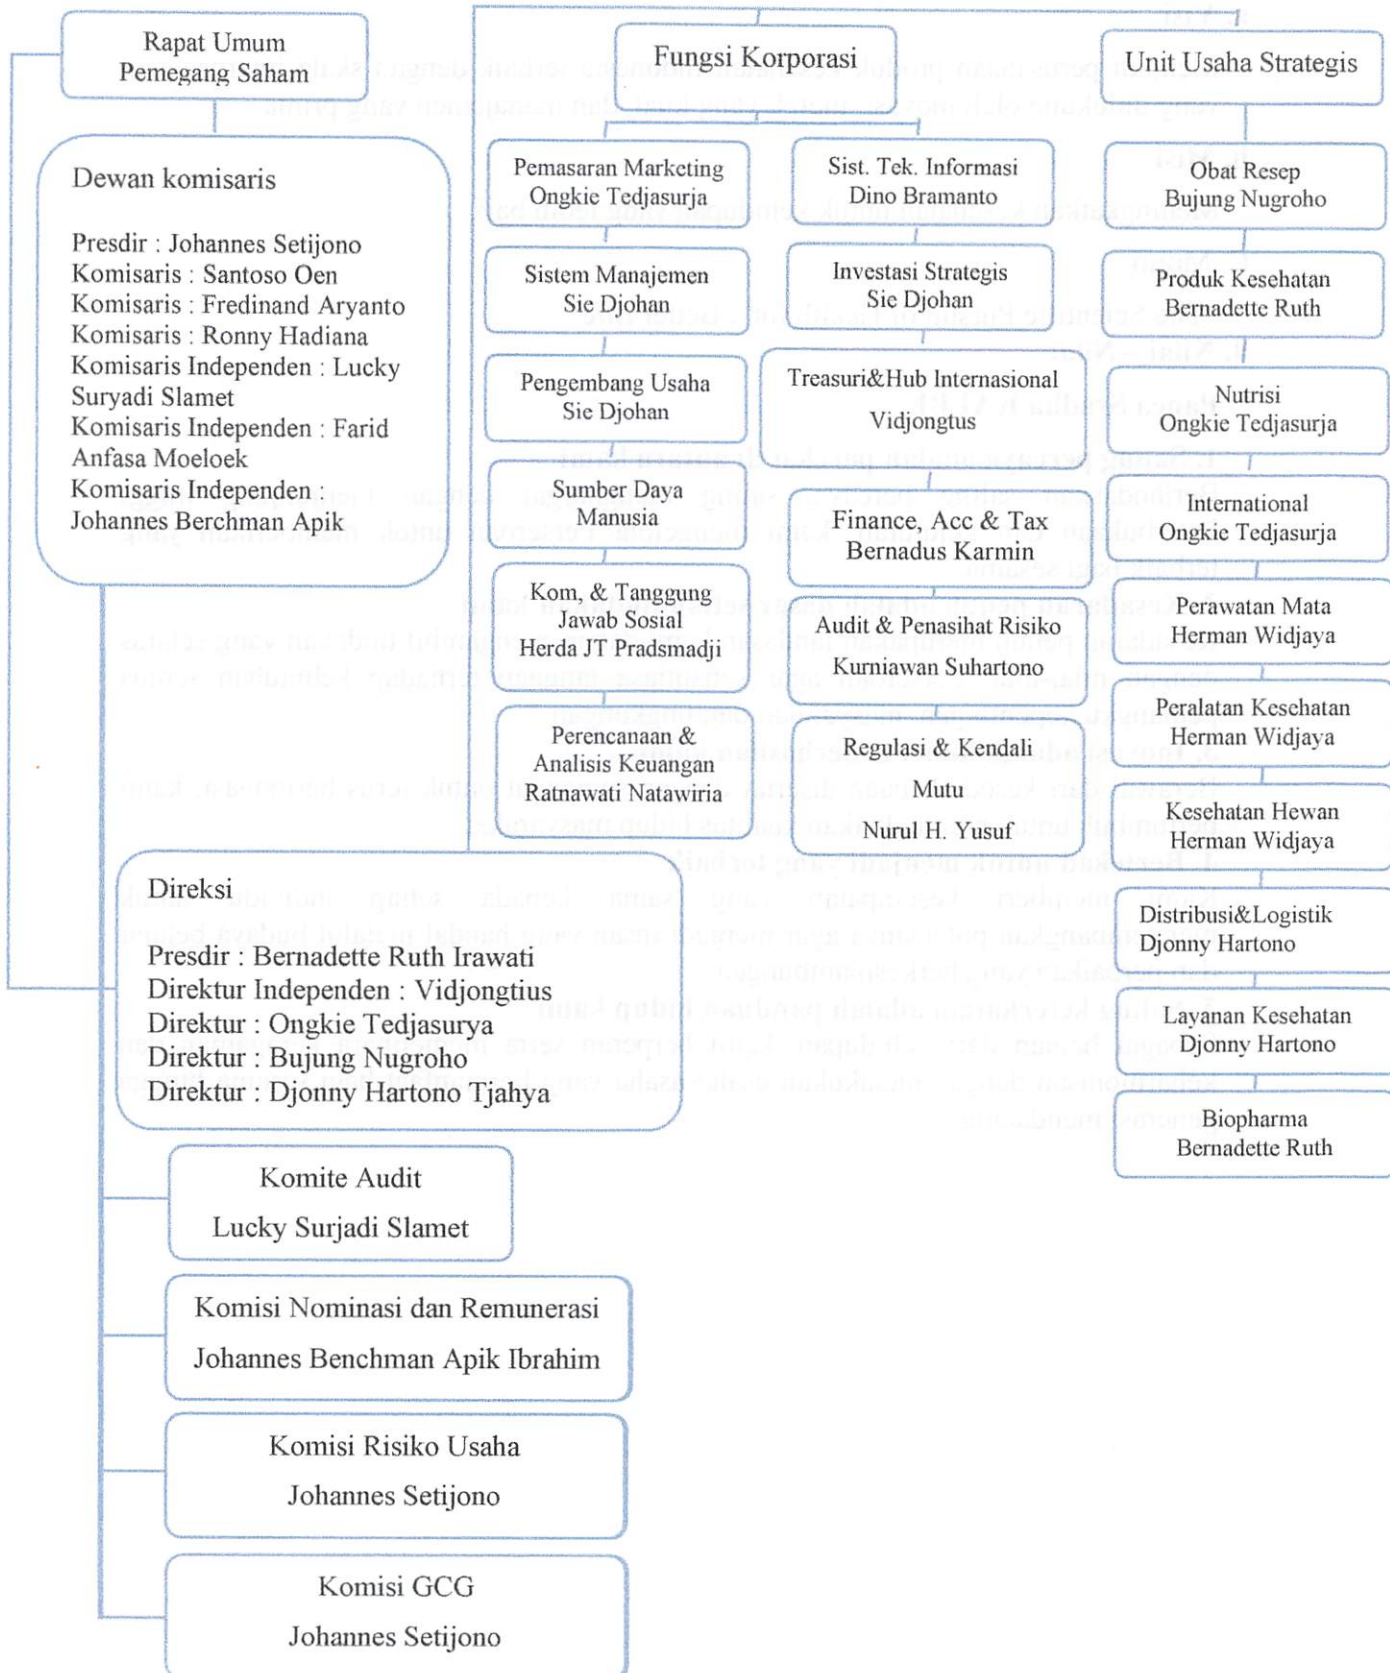 Rapat Umum
Pemegang Saham
Dewan komisaris
Presdir : Johannes Setijono
Komisaris : Santoso Oen
Komisaris : Fredinand Aryanto
Komisaris : Ronny Hadiana
Komisaris Independen : Lucky
Suryadi Slamet
Komisaris Independen : Farid
Anfasa Moeloek
Komisaris Independen :
Johannes Berchman Apik
Fungsi Korporasi
Pemasaran Marketing
Ongkie Tedjasurja
Sistem Manajemen
Sie Djohan
Pengembang Usaha
Sie Djohan
Sumber Daya
Manusia
Kom, & Tanggung
Jawab Sosial
Herda JT Pradsmadji
Perencanaan &
Analisis Keuangan
Ratnawati Natawiria
Sist. Tek. Informasi
Dino Bramanto
Investasi Strategis
Sie Djohan
Treasuri&Hub Internasional
Vidjongtus
Finance, Acc & Tax
Bernadus Karmin
Audit & Penasihat Risiko
Kurniawan Suhartono
Regulasi & Kendali
Mutu
Nurul H. Yusuf
Unit Usaha Strategis
Obat Resep
Bujung Nugroho
Produk Kesehatan
Bernadette Ruth
Nutrisi
Ongkie Tedjasurja
International
Ongkie Tedjasurja
Perawatan Mata
Herman Widjaya
Peralatan Kesehatan
Herman Widjaya
Kesehatan Hewan
Herman Widjaya
Distribusi&Logistik
Djonny Hartono
Layanan Kesehatan
Djonny Hartono
Biopharma
Bernadette Ruth
Direksi
Presdir : Bernadette Ruth Irawati
Direktur Independen : Vidjongtius
Direktur : Ongkie Tedjasurya
Direktur : Bujung Nugroho
Direktur : Djonny Hartono Tjahya
Komite Audit
Lucky Surjadi Slamet
Komisi Nominasi dan Remunerasi
Johannes Benchman Apik Ibrahim
Komisi Risiko Usaha
Johannes Setijono
Komisi GCG
Johannes Setijono